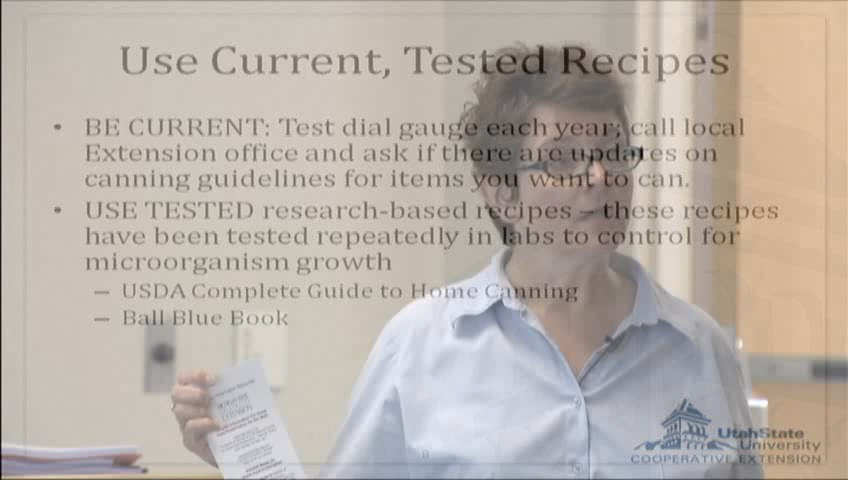 Use Current, Tested Recipes
• BE CURRENT: Test dial gauge each year; call local
Extension office and ask if there are updates on
canning guidelines for items you want to can.
• USE TESTED research-based recipes – these recipes
have been tested repeatedly in labs to control for
microorganism growth
– USDA Complete Guide to Home Canning
– Ball Blue Book
EXTENSION
8
UtahState
University
COOPERATIVE EXTENSION